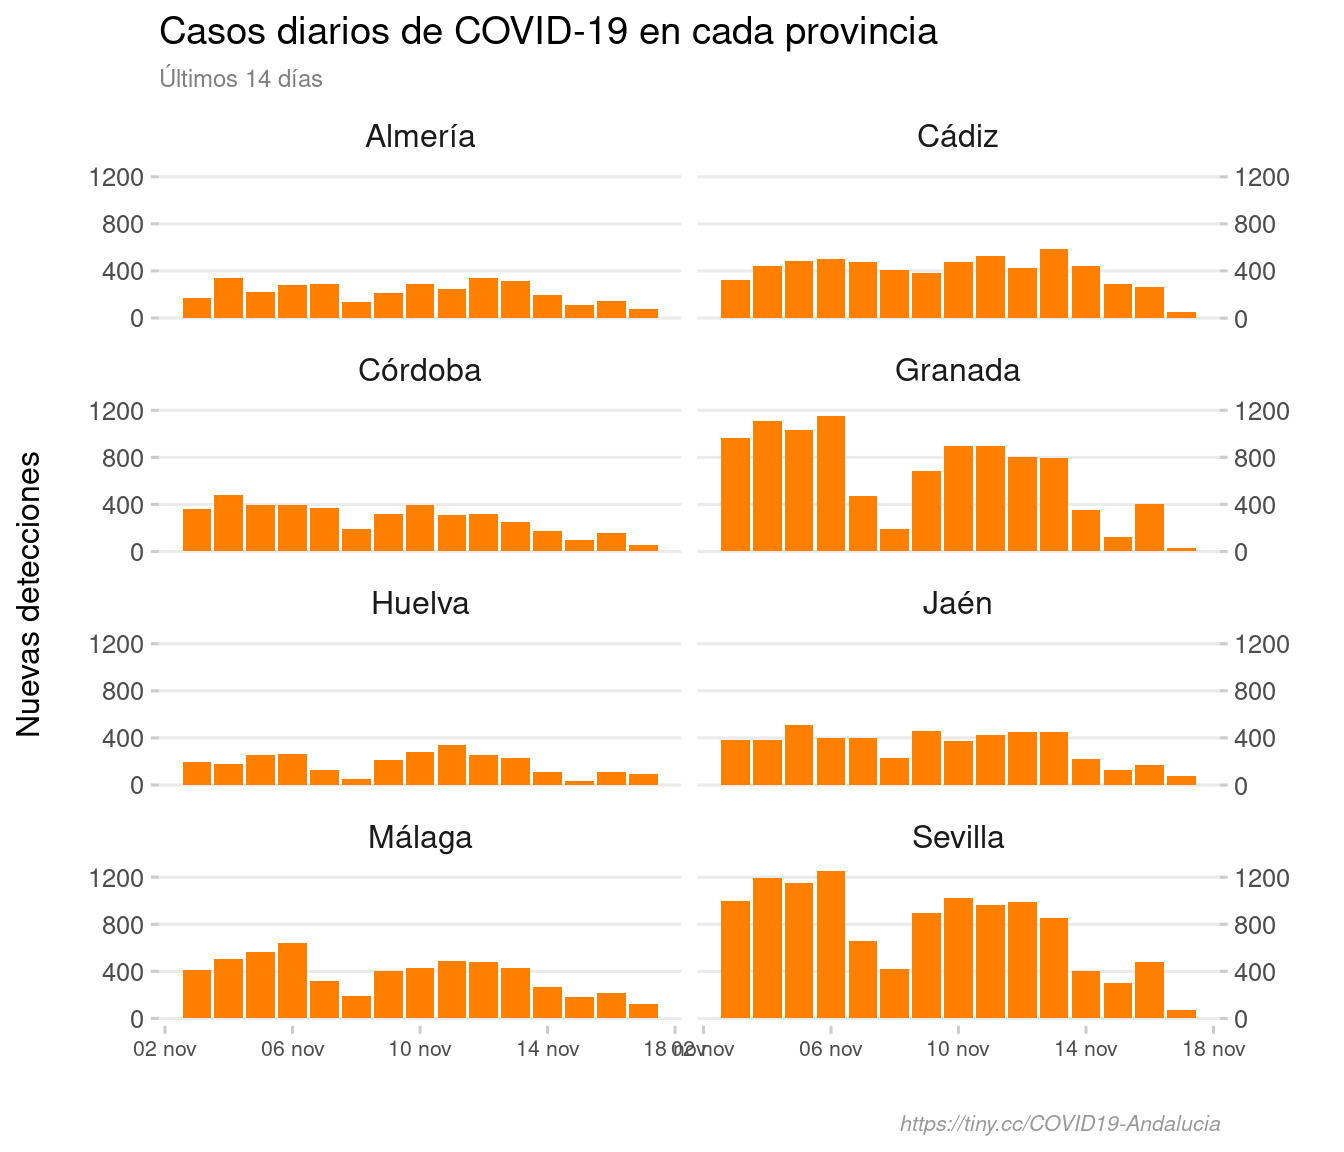 Casos diarios de COVID-19 en cada provincia
Últimos 14 días
Almería
Cádiz
1200
800
400
0
1200
800
400
0
Córdoba
Granada
1200
800
400
0
1200
800
400
0
Huelva
Jaén
1200
800
400
0
1200
800
400
0
Málaga
Sevilla
1200
800
400
0
1200
800
400
0
02 nov 06 nov 10 nov 14 nov 18 nov
02 nov 06 nov 10 nov 14 nov 18 nov
Nuevas detecciones
https://tiny.cc/COVID19-Andalucia